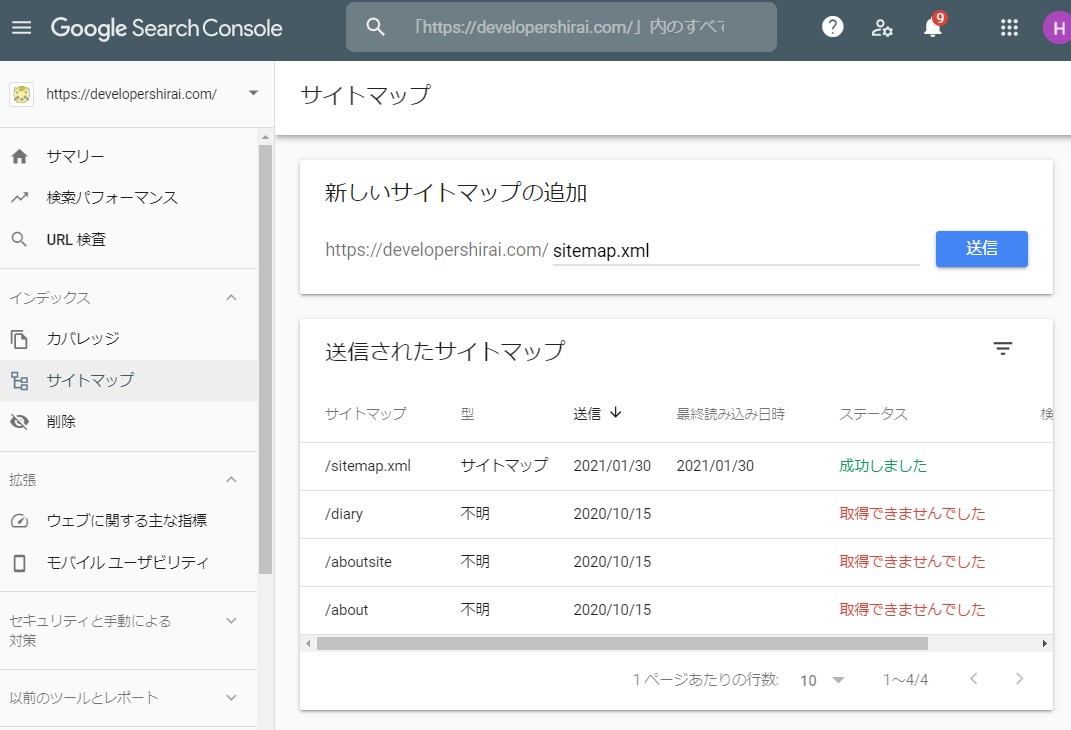 Google Search Console
「https://developershirai.com/」内のすべて
9
H
https://developershirai.com/
サマリー
検索パフォーマンス
URL 検査
インデックス
カバレッジ
サイトマップ
削除
拡張
ウェブに関する主な指標
モバイル ユーザビリティ
セキュリティと手動による
対策
以前のツールとレポート
サイトマップ
新しいサイトマップの追加
https://developershirai.com/ sitemap.xml 送信
送信されたサイトマップ
サイトマップ 型 送信 ↓ 最終読み込み日時 ステータス 検
/sitemap.xml サイトマップ 2021/01/30 2021/01/30 成功しました
/diary 不明 2020/10/15 取得できませんでした
/aboutsite 不明 2020/10/15 取得できませんでした
/about 不明 2020/10/15 取得できませんでした
1 ページあたりの行数: 10 1～4/4